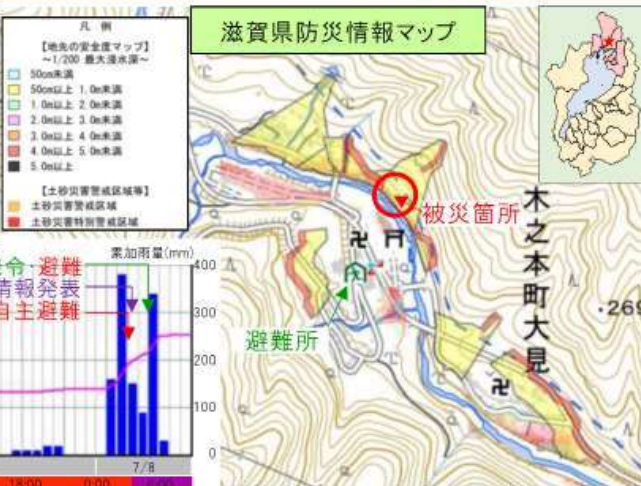 滋賀県防災情報マップ
凡 例
【地先の安全度マップ】
~1/200 最大浸水深~
50cm未満
50cm以上 1.0m未満
1.0m以上 2.0m未満
2.0m以上 3.0m未満
3.0m以上 4.0m未満
4.0m以上 5.0m未満
5.0m以上
【土砂災害警戒区域等】
土砂災害警戒区域
土砂災害特別警戒区域
被災箇所
木之本町大見
・269
避難所
累加雨量(mm)
令・避難
情報発表
自主避難
400
300
200
100
0
7/8
18:00
0:00
6:00